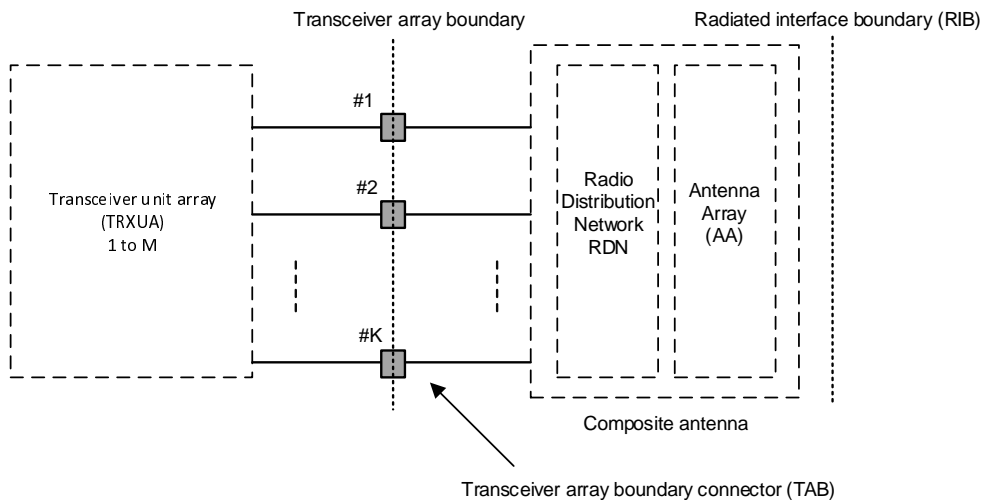 Transceiver array boundary
Radiated interface boundary (RIB)
#1
#2
#K
Transceiver unit array
(TRXUA)
1 to M
Radio
Distribution
Network
RDN
Antenna
Array
(AA)
Composite antenna
Transceiver array boundary connector (TAB)